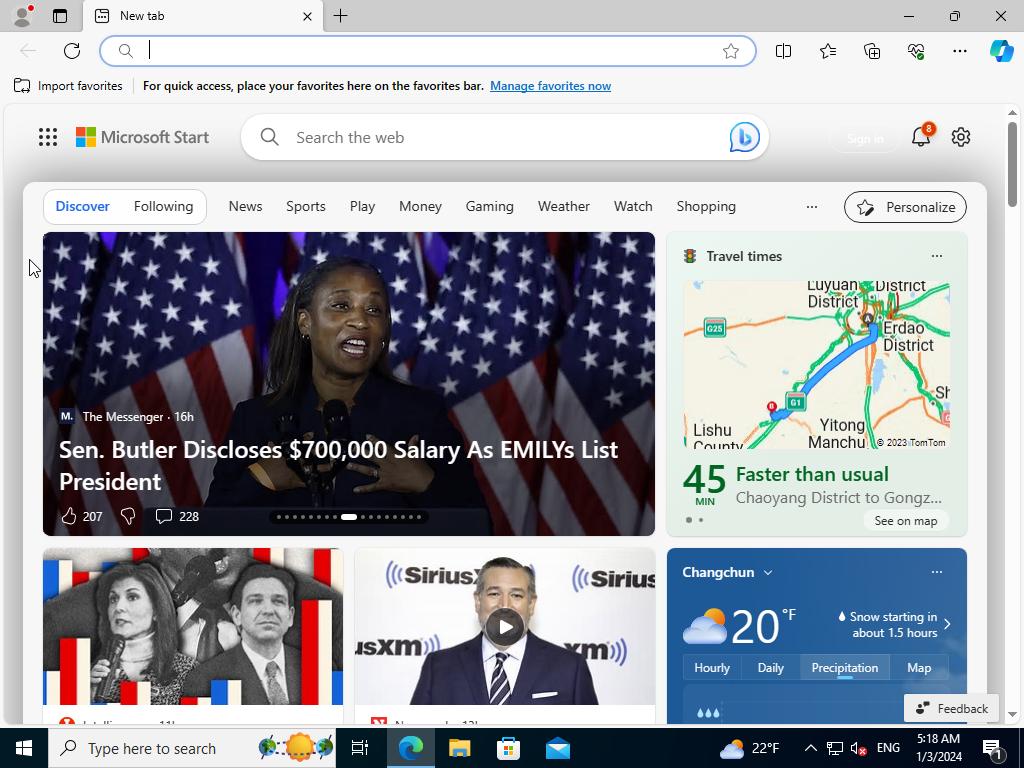 New tab
Import favorites
For quick access, place your favorites here on the favorites bar. Manage favorites now
Microsoft Start
Search the web
Sign in
8
Discover
Following
News
Sports
Play
Money
Gaming
Weather
Watch
Shopping
Personalize
M.
The Messenger · 16h
Sen. Butler Discloses $700,000 Salary As EMILYs List
President
207
228
Travel times
Luyuan
District
District
G25
Erdao
District
A
B
G1
Lishu
County
Yitong
Manchu
© 2023 TomTom
45
MIN
Faster than usual
Chaoyang District to Gongz...
See on map
SiriusX
Sirius
usxm
xm
Changchun
20 °F
Snow starting in
about 1.5 hours
Hourly
Daily
Precipitation
Map
Feedback
Type here to search
22°F
ENG
5:18 AM
1/3/2024
1